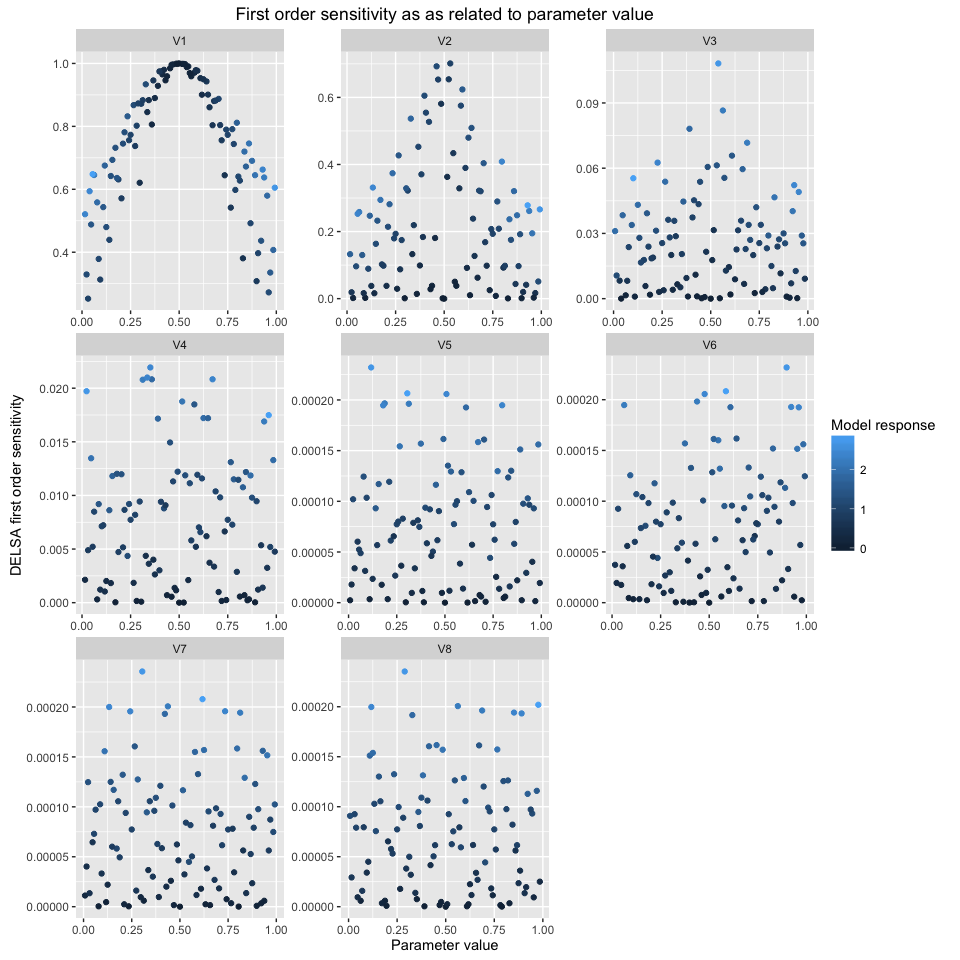 First order sensitivity as as related to parameter value
V1
V2
V3
1.0
0.8
0.6
0.4
0.6
0.4
0.2
0.0
0.09
0.06
0.03
0.00
0.00 0.25 0.50 0.75 1.00
0.00 0.25 0.50 0.75 1.00
0.00 0.25 0.50 0.75 1.00
V4
V5
V6
0.020
0.015
0.010
0.005
0.000
0.00020
0.00015
0.00010
0.00005
0.00000
0.00020
0.00015
0.00010
0.00005
0.00000
0.00 0.25 0.50 0.75 1.00
0.00 0.25 0.50 0.75 1.00
0.00 0.25 0.50 0.75 1.00
V7
V8
0.00020
0.00015
0.00010
0.00005
0.00000
0.00020
0.00015
0.00010
0.00005
0.00000
0.00 0.25 0.50 0.75 1.00
0.00 0.25 0.50 0.75 1.00
Parameter value
DELSA first order sensitivity
Model response
2
1
0